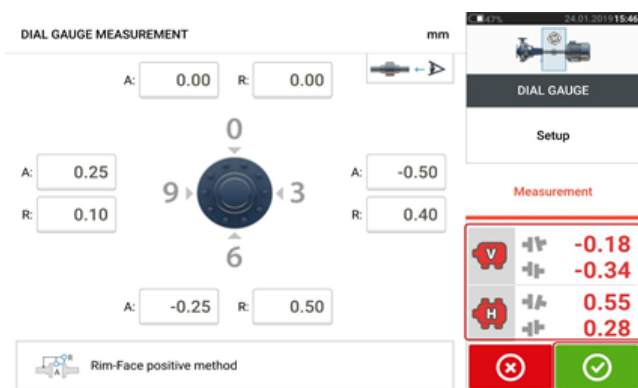 47% 24.01.2019 15:46
DIAL GAUGE MEASUREMENT mm
A: 0.00 R: 0.00
DIAL GAUGE
0
Setup
A: 0.25 A: -0.50
9 3
Measurement
R: 0.10 R: 0.40
6
V -0.18
-0.34
A: -0.25 R: 0.50
H 0.55
0.28
R
A
Rim-Face positive method